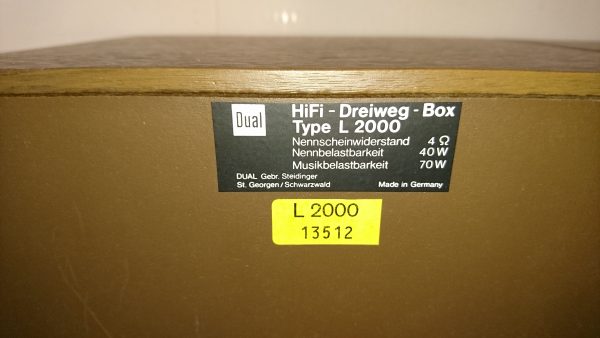 Dual
HiFi - Dreiweg - Box
Type L 2000
Nennscheinwiderstand 4 Ω
Nennbelastbarkeit 40 W
Musikbelastbarkeit 70 W
DUAL Gebr. Steidinger
St. Georgen / Schwarzwald Made in Germany
L 2000
13512